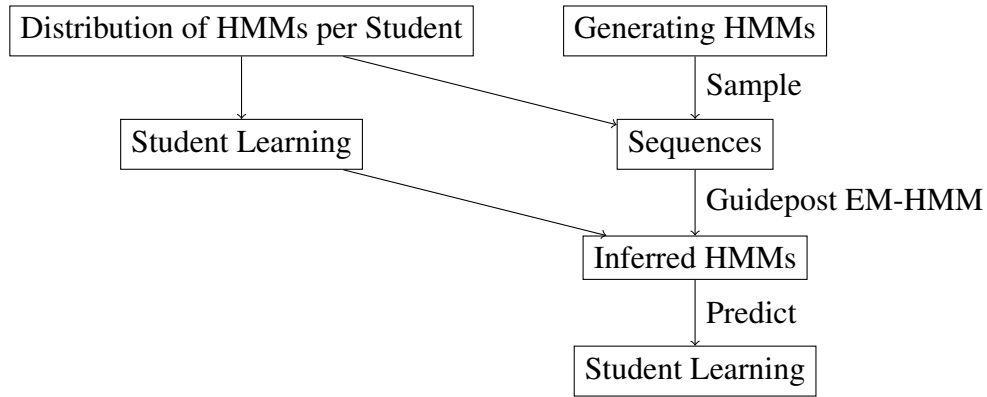 Distribution of HMMs per Student
Generating HMMs
Sample
Student Learning
Sequences
Guidepost EM-HMM
Inferred HMMs
Predict
Student Learning